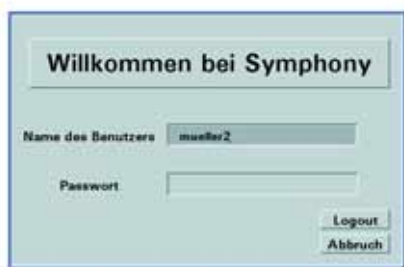 Willkommen bei Symphony
Name des Benutzers mueller2
Passwort
Logout
Abbruch